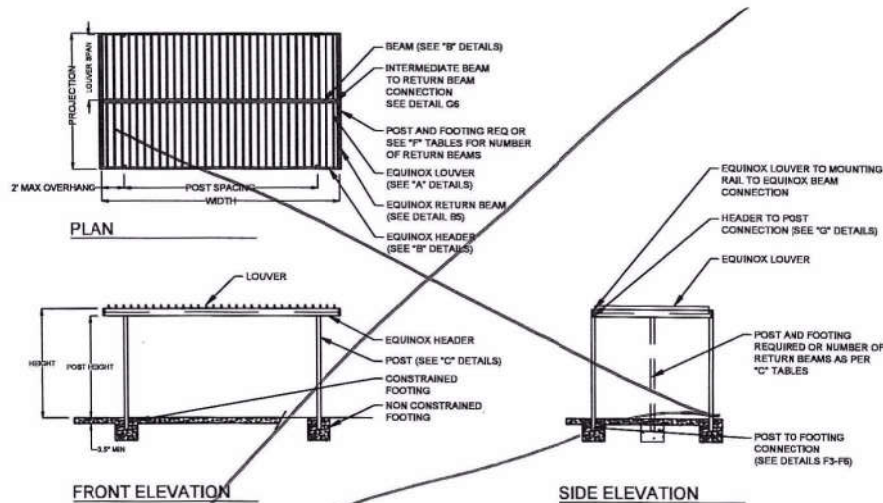 BEAM (SEE "B" DETAILS)
INTERMEDIATE BEAM
TO RETURN BEAM
CONNECTION
SEE DETAIL G6
POST AND FOOTING REQ OR
SEE "F" TABLES FOR NUMBER
OF RETURN BEAMS
EQUINOX LOUVER
(SEE "A" DETAILS)
EQUINOX RETURN BEAM
(SEE DETAIL B5)
EQUINOX HEADER
(SEE "B" DETAILS)
PROJECTION
LOUVER SPAN
2' MAX OVERHANG
POST SPACING
WIDTH
PLAN
EQUINOX LOUVER TO MOUNTING
RAIL TO EQUINOX BEAM
CONNECTION
HEADER TO POST
CONNECTION (SEE "G" DETAILS)
EQUINOX LOUVER
POST AND FOOTING
REQUIRED OR NUMBER OF
RETURN BEAMS AS PER
"C" TABLES
POST TO FOOTING
CONNECTION
(SEE DETAILS F3-F6)
SIDE ELEVATION
LOUVER
EQUINOX HEADER
POST (SEE "C" DETAILS)
CONSTRAINED
FOOTING
NON CONSTRAINED
FOOTING
HEIGHT
POST HEIGHT
3.5" MIN
FRONT ELEVATION